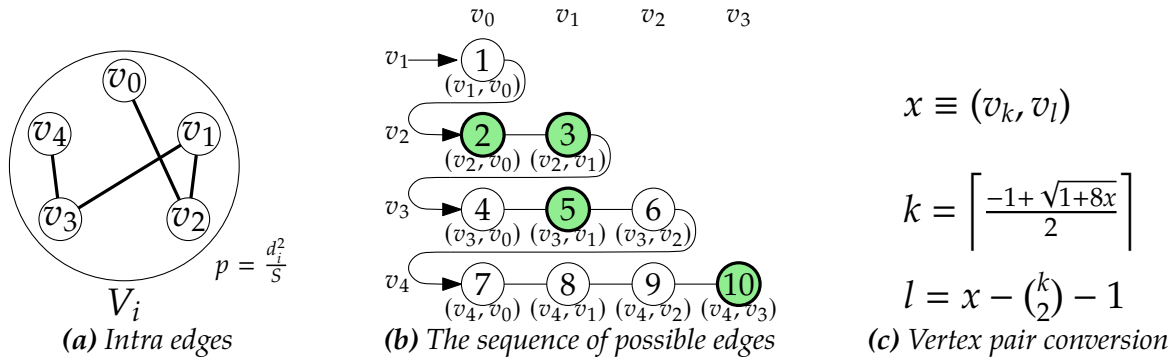 v₀
v₁
v₂
v₃
v₄
p = d_i²/S
V_i
(a) Intra edges
v₀ v₁ v₂ v₃
v₁ 1
(v₁, v₀)
v₂ 2 3
(v₂, v₀) (v₂, v₁)
v₃ 4 5 6
(v₃, v₀) (v₃, v₁) (v₃, v₂)
v₄ 7 8 9 10
(v₄, v₀) (v₄, v₁) (v₄, v₂) (v₄, v₃)
(b) The sequence of possible edges
x ≡ (v_k, v_l)
k = ⌈(-1+√(1+8x))/2⌉
l = x − (k 2) − 1
(c) Vertex pair conversion